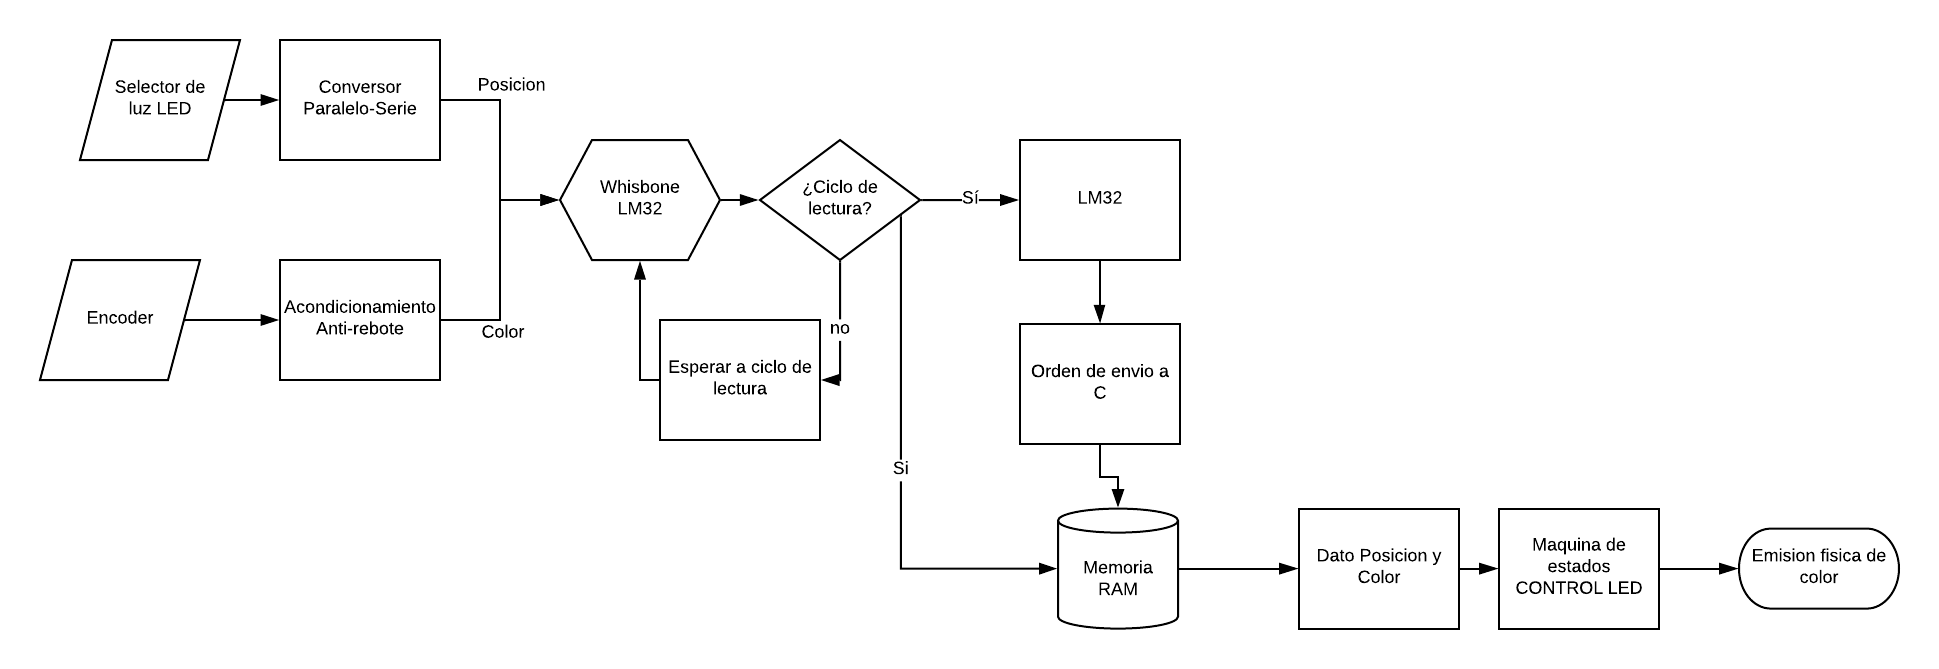 Selector de
luz LED
Conversor
Paralelo-Serie
Posicion
Encoder
Acondicionamiento
Anti-rebote
Color
Whisbone
LM32
¿Ciclo de
lectura?
Sí
LM32
no
Esperar a ciclo de
lectura
Orden de envio a
C
Si
Memoria
RAM
Dato Posicion y
Color
Maquina de
estados
CONTROL LED
Emision fisica de
color